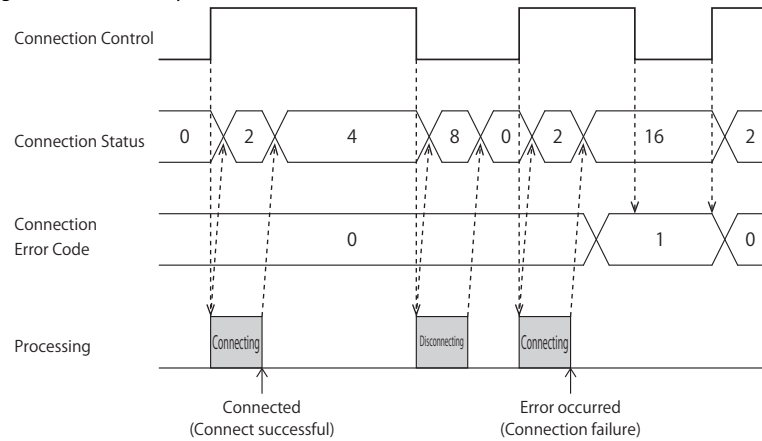 Connection Control
Connection Status
0 2 4 8 0 2 16 2
Connection
Error Code
0 1 0
Processing
Connecting Disconnecting Connecting
Connected
(Connect successful)
Error occurred
(Connection failure)